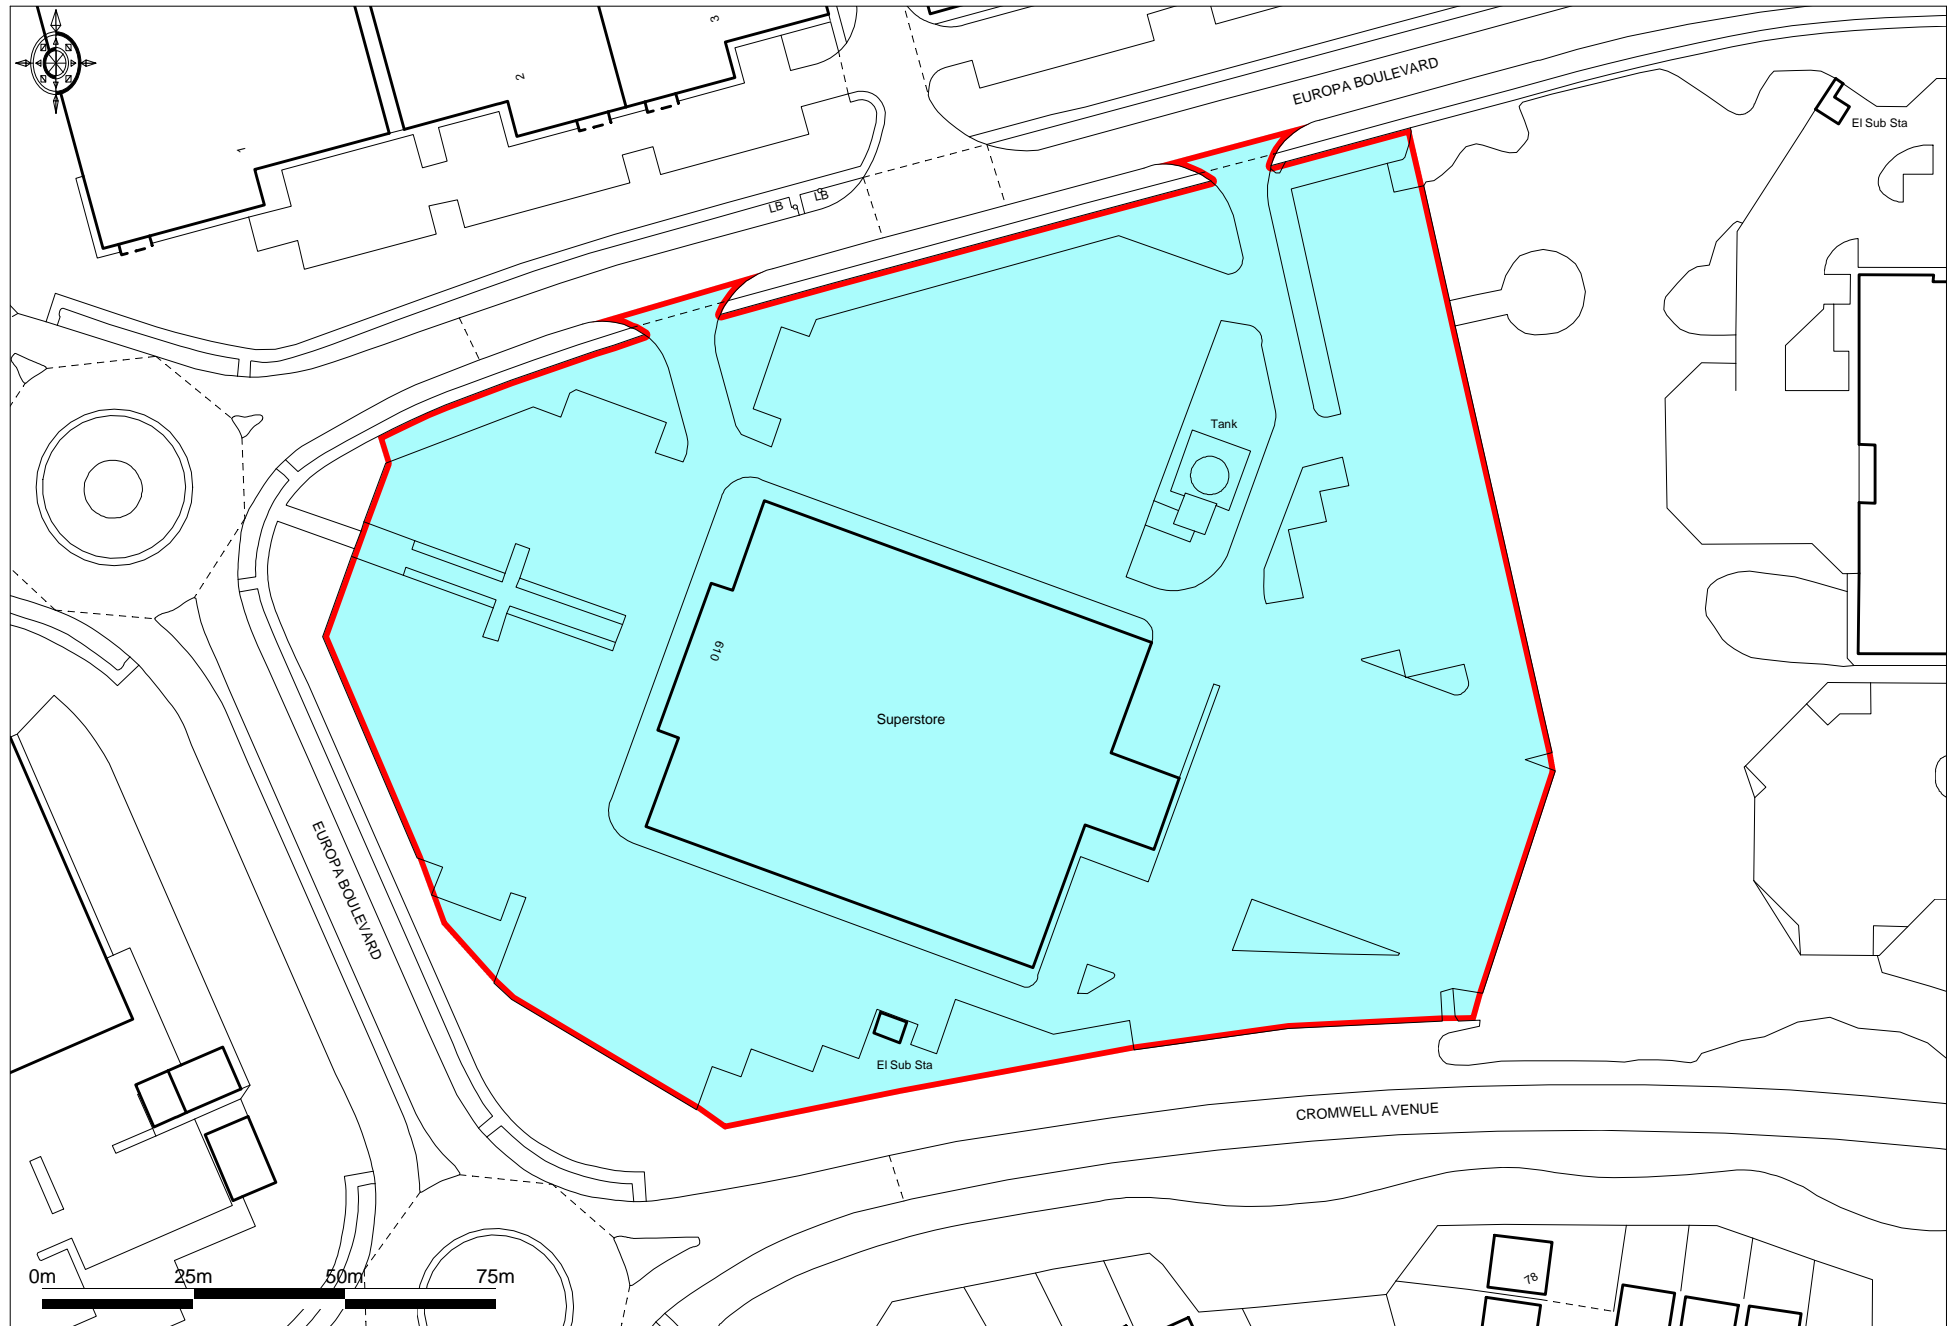 3
2
1
EUROPA BOULEVARD
El Sub Sta
LB
LB
Tank
610
Superstore
EUROPA BOULEVARD
El Sub Sta
CROMWELL AVENUE
78
0m 25m 50m 75m